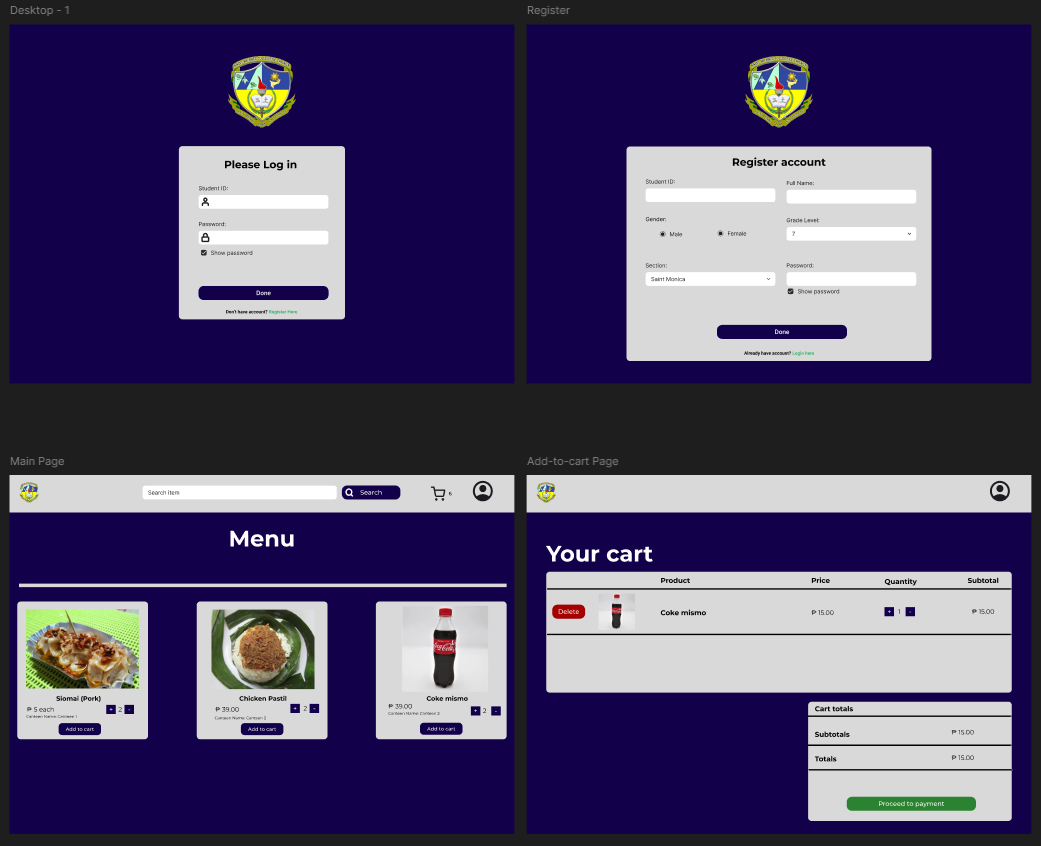 Desktop - 1
Register
Please Log in
Student ID:
Password:
Show password
Done
Don't have account? Register Here
Register account
Student ID:
Full Name:
Gender:
Male
Female
Grade Level:
7
Section:
Saint Monica
Password:
Show password
Done
Already have account? Login here
Main Page
Add-to-cart Page
Search item
Search
6
Menu
Siomai (Pork)
₱ 5 each
+ 2 -
Canteen Name: Canteen 1
Add to cart
Chicken Pastil
₱ 39.00
+ 2 -
Canteen Name: Canteen 2
Add to cart
Coca-Cola
Coke mismo
₱ 39.00
+ 2 -
Canteen Name: Canteen 2
Add to cart
Your cart
Product Price Quantity Subtotal
Delete
Coke mismo
₱ 15.00
+ 1 -
₱ 15.00
Cart totals
Subtotals ₱ 15.00
Totals ₱ 15.00
Proceed to payment